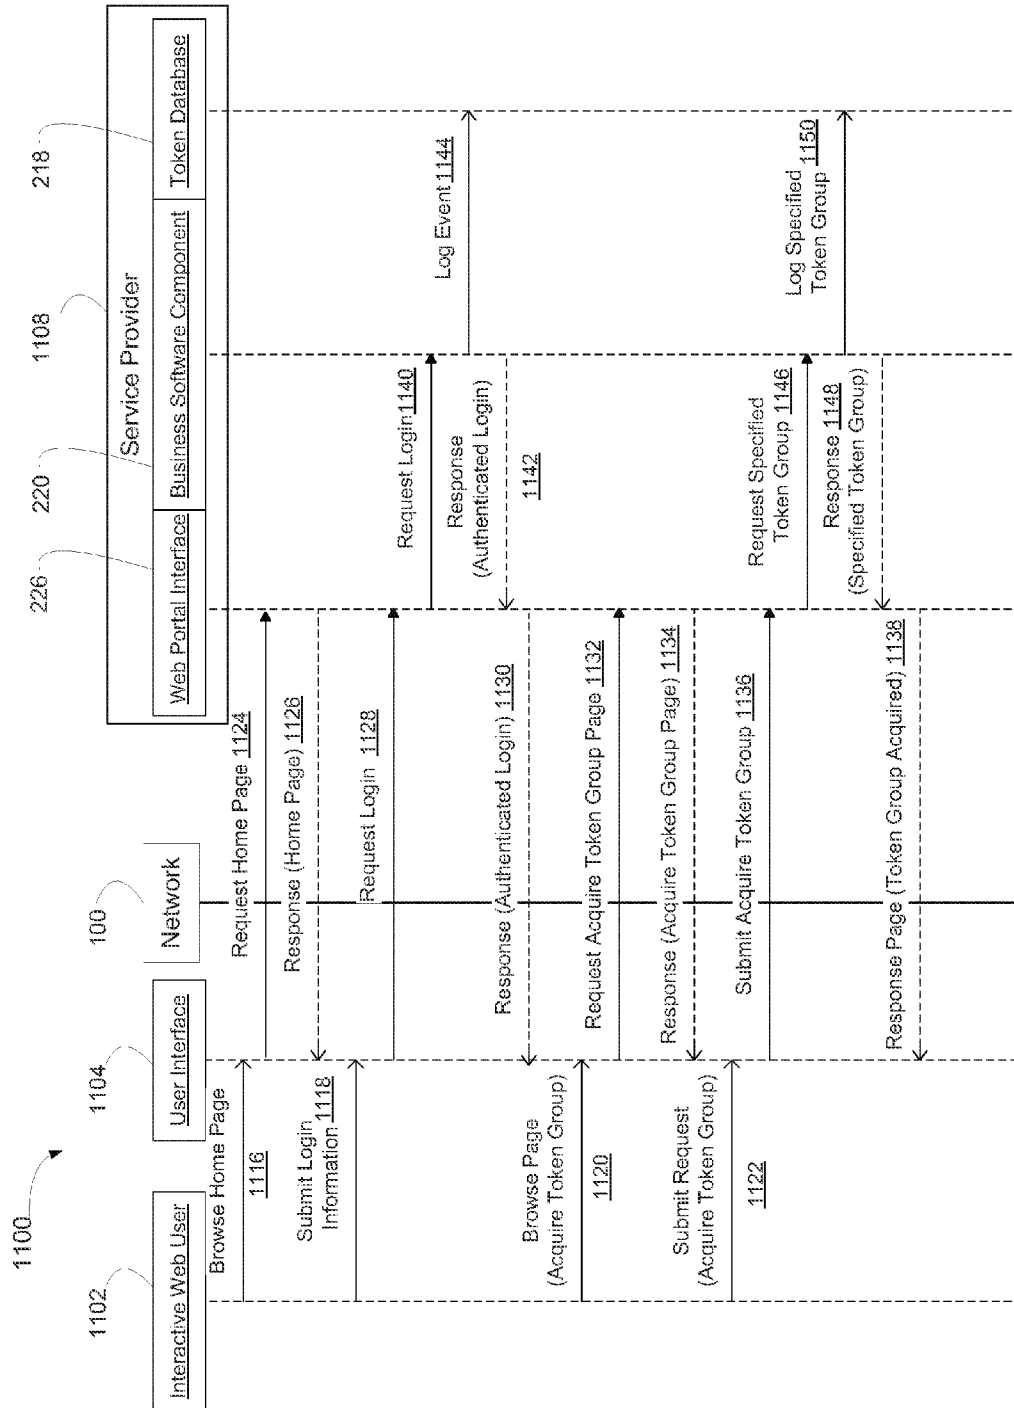 1100
1102
1104
100
1108
226
220
218
Service Provider
Interactive Web User
User Interface
Network
Web Portal Interface
Business Software Component
Token Database
Browse Home Page
1116
Request Home Page 1124
Response (Home Page) 1126
Submit Login
Information 1118
Request Login 1128
Request Login 1140
Log Event 1144
Response
(Authenticated Login)
1142
Response (Authenticated Login) 1130
Browse Page
(Acquire Token Group)
1120
Request Acquire Token Group Page 1132
Response (Acquire Token Group Page) 1134
Submit Request
(Acquire Token Group)
1122
Submit Acquire Token Group 1136
Request Specified
Token Group 1146
Log Specified
Token Group 1150
Response 1148
(Specified Token Group)
Response Page (Token Group Acquired) 1138